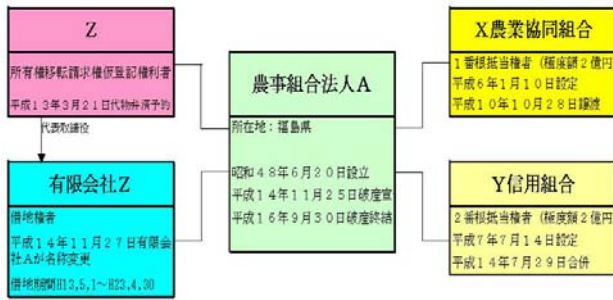 Z
所有権移転請求権仮登記権利者
平成13年3月21日代物弁済予約
代表取締役
有限会社Z
借地権者
平成14年11月27日有限会
社Aが名称変更
借地期間H13,5,1～H23,4,30
農事組合法人A
所在地：福島県
昭和48年6月20日設立
平成14年11月25日破産宣
平成16年9月30日破産終結
X農業協同組合
1番根抵当権者（極度額2億円
平成6年1月10日設定
平成10年10月28日譲渡
Y信用組合
2番根抵当権者（極度額2億円
平成7年7月14日設定
平成14年7月29日合併